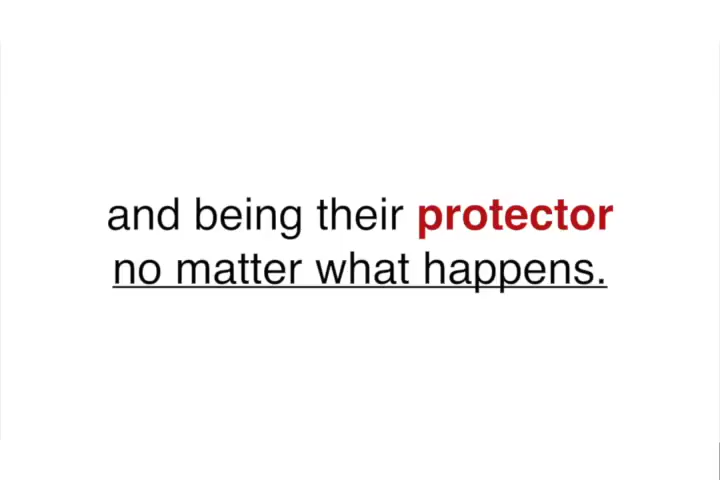 and being their protector
no matter what happens.